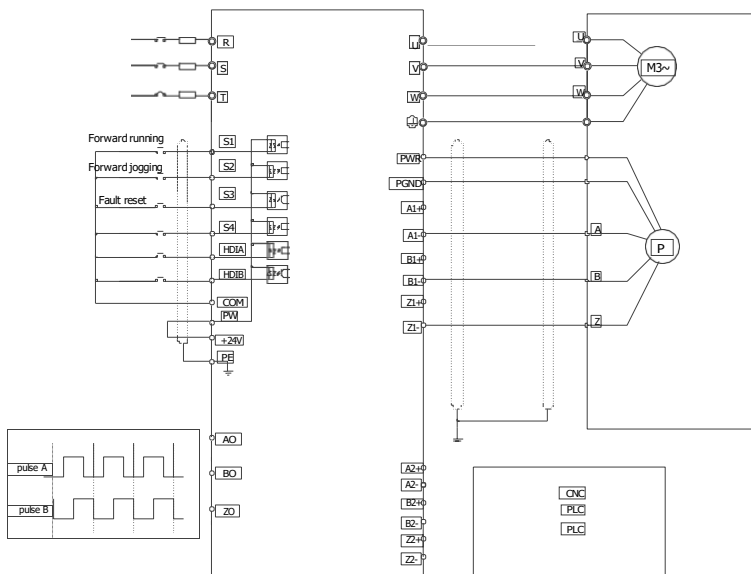 R
S
T
Forward running
S1
Forward jogging
S2
Fault reset
S3
S4
HDIA
HDIB
COM
PW
+24V
PE
pulse A
pulse B
AO
BO
ZO
U
V
W
PWR
PGND
A1+
A1-
B1+
B1-
Z1+
Z1-
A2+
A2-
B2+
B2-
Z2+
Z2-
U
V
W
M3~
A
B
Z
P
CNC
PLC
PLC